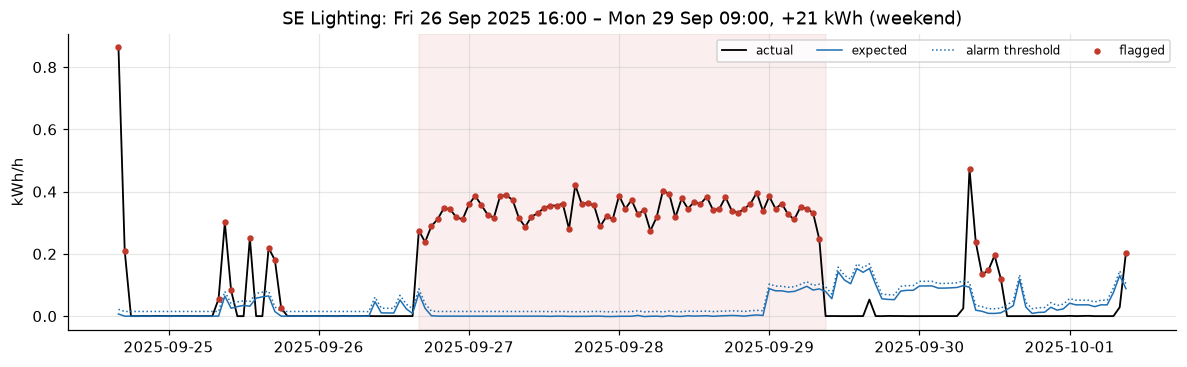 SE Lighting: Fri 26 Sep 2025 16:00 – Mon 29 Sep 09:00, +21 kWh (weekend)
actual expected alarm threshold flagged
kWh/h
0.8
0.6
0.4
0.2
0.0
2025-09-25 2025-09-26 2025-09-27 2025-09-28 2025-09-29 2025-09-30 2025-10-01